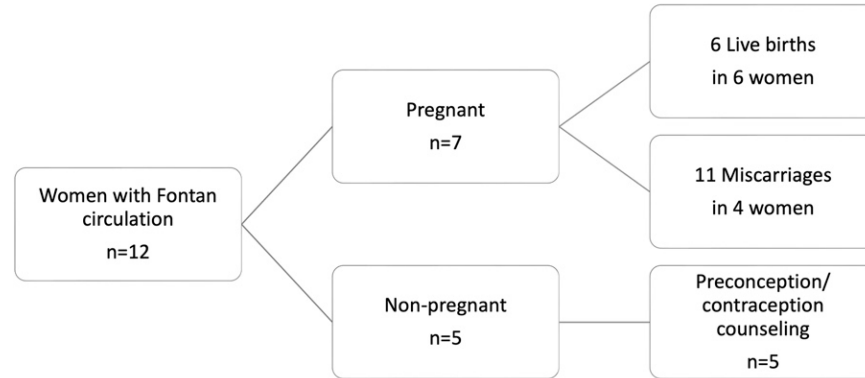 Women with Fontan
circulation
n=12
Pregnant
n=7
6 Live births
in 6 women
11 Miscarriages
in 4 women
Non-pregnant
n=5
Preconception/
contraception
counseling
n=5